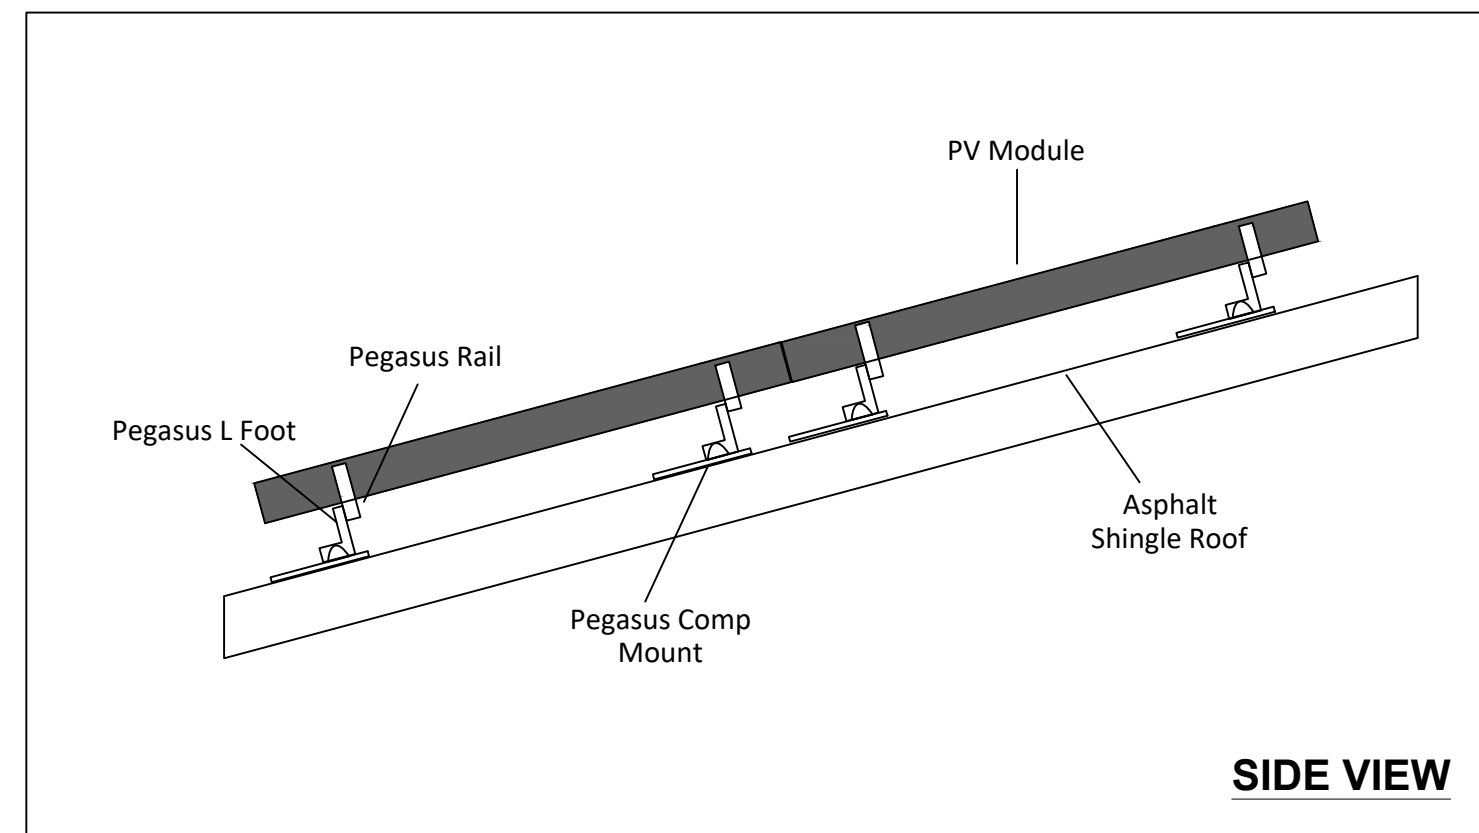 PV Module
Pegasus Rail
Pegasus L Foot
Asphalt
Shingle Roof
Pegasus Comp
Mount
SIDE VIEW